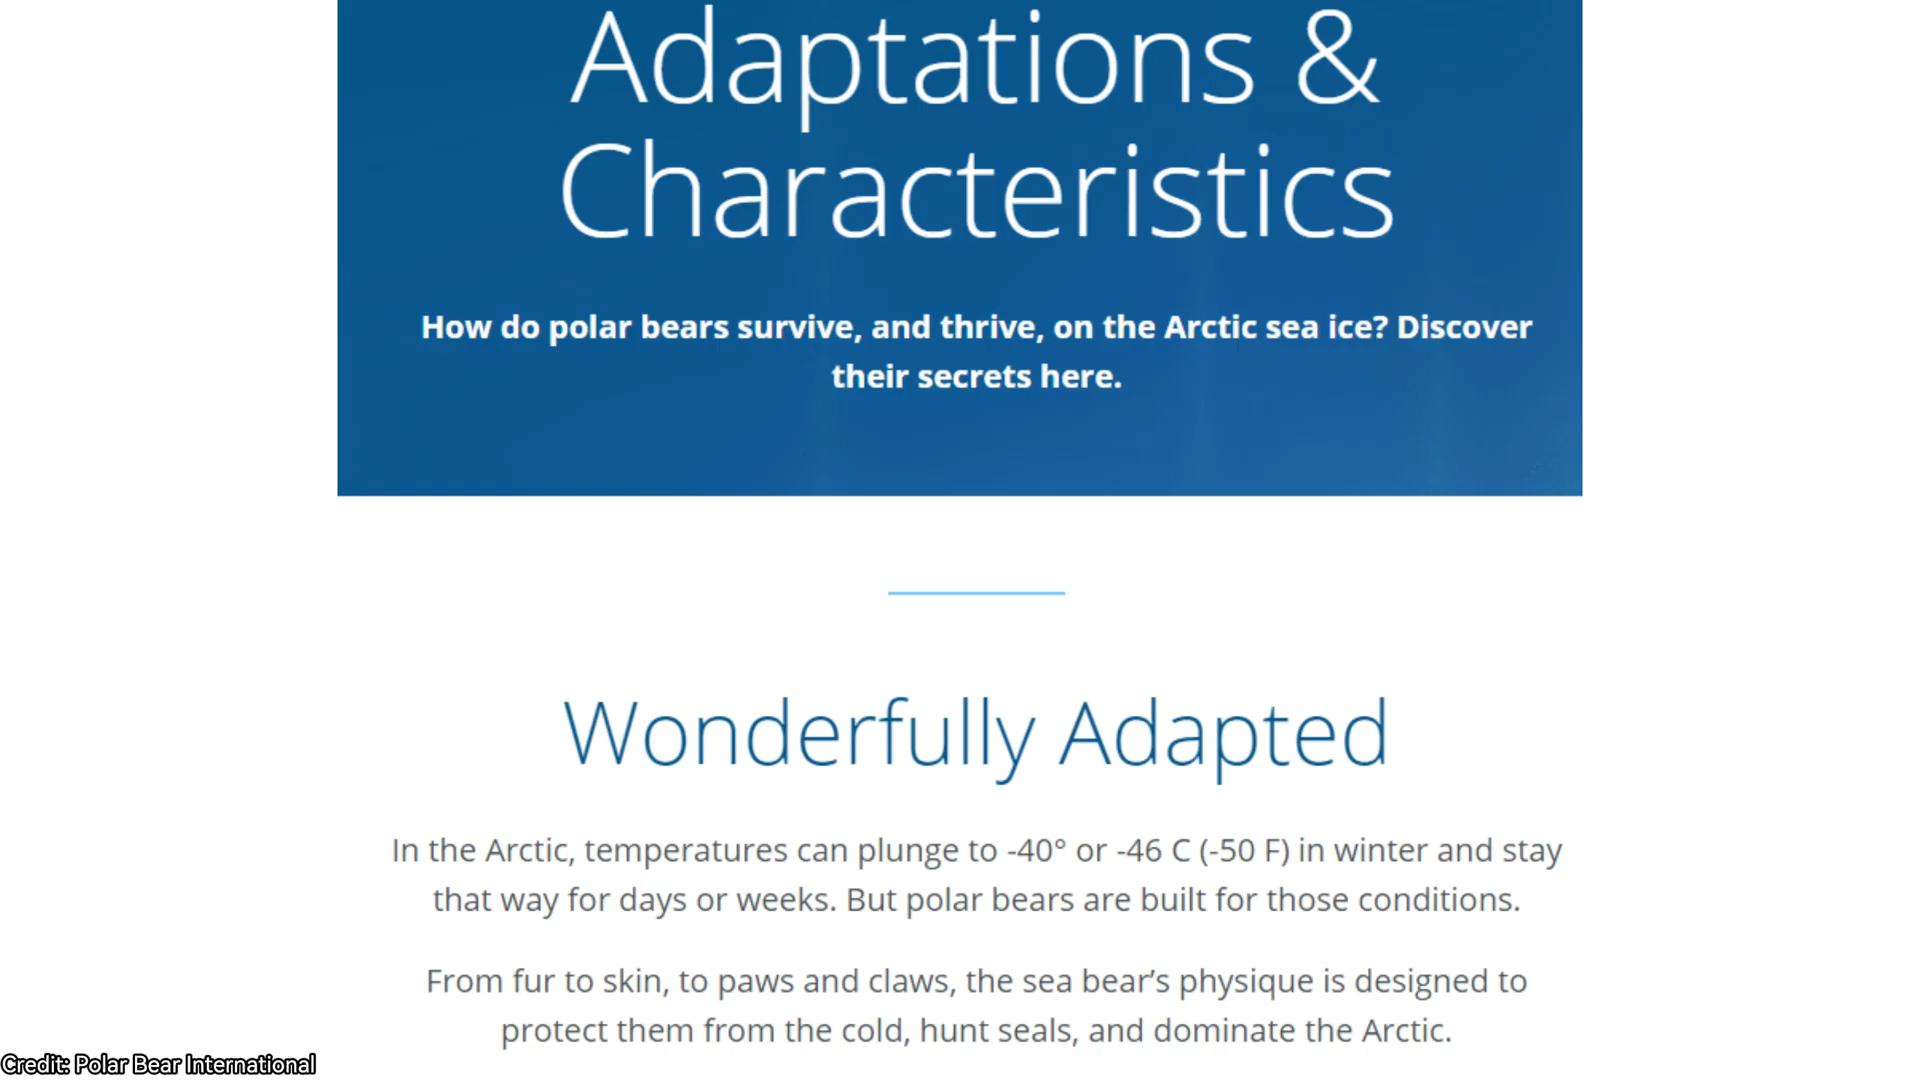 Adaptations &
Characteristics
How do polar bears survive, and thrive, on the Arctic sea ice? Discover
their secrets here.
Wonderfully Adapted
In the Arctic, temperatures can plunge to -40° or -46 C (-50 F) in winter and stay
that way for days or weeks. But polar bears are built for those conditions.
From fur to skin, to paws and claws, the sea bear’s physique is designed to
protect them from the cold, hunt seals, and dominate the Arctic.
Credit: Polar Bear International